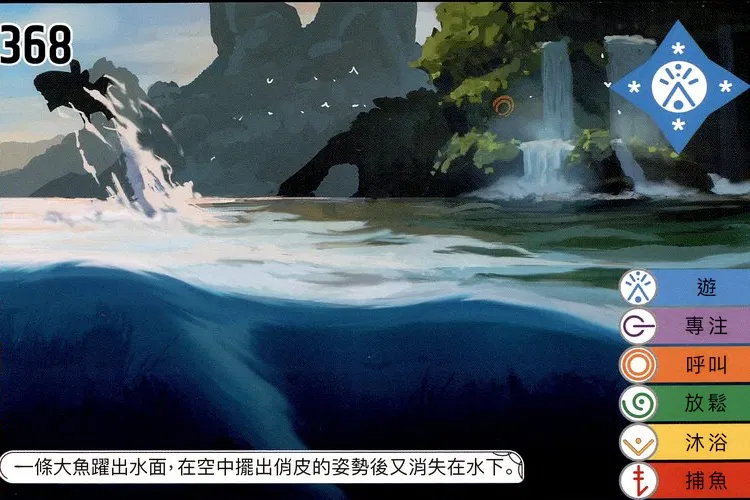 368
遊
專注
呼叫
放鬆
沐浴
捕魚
一條大魚躍出水面,在空中擺出俏皮的姿勢後又消失在水下。